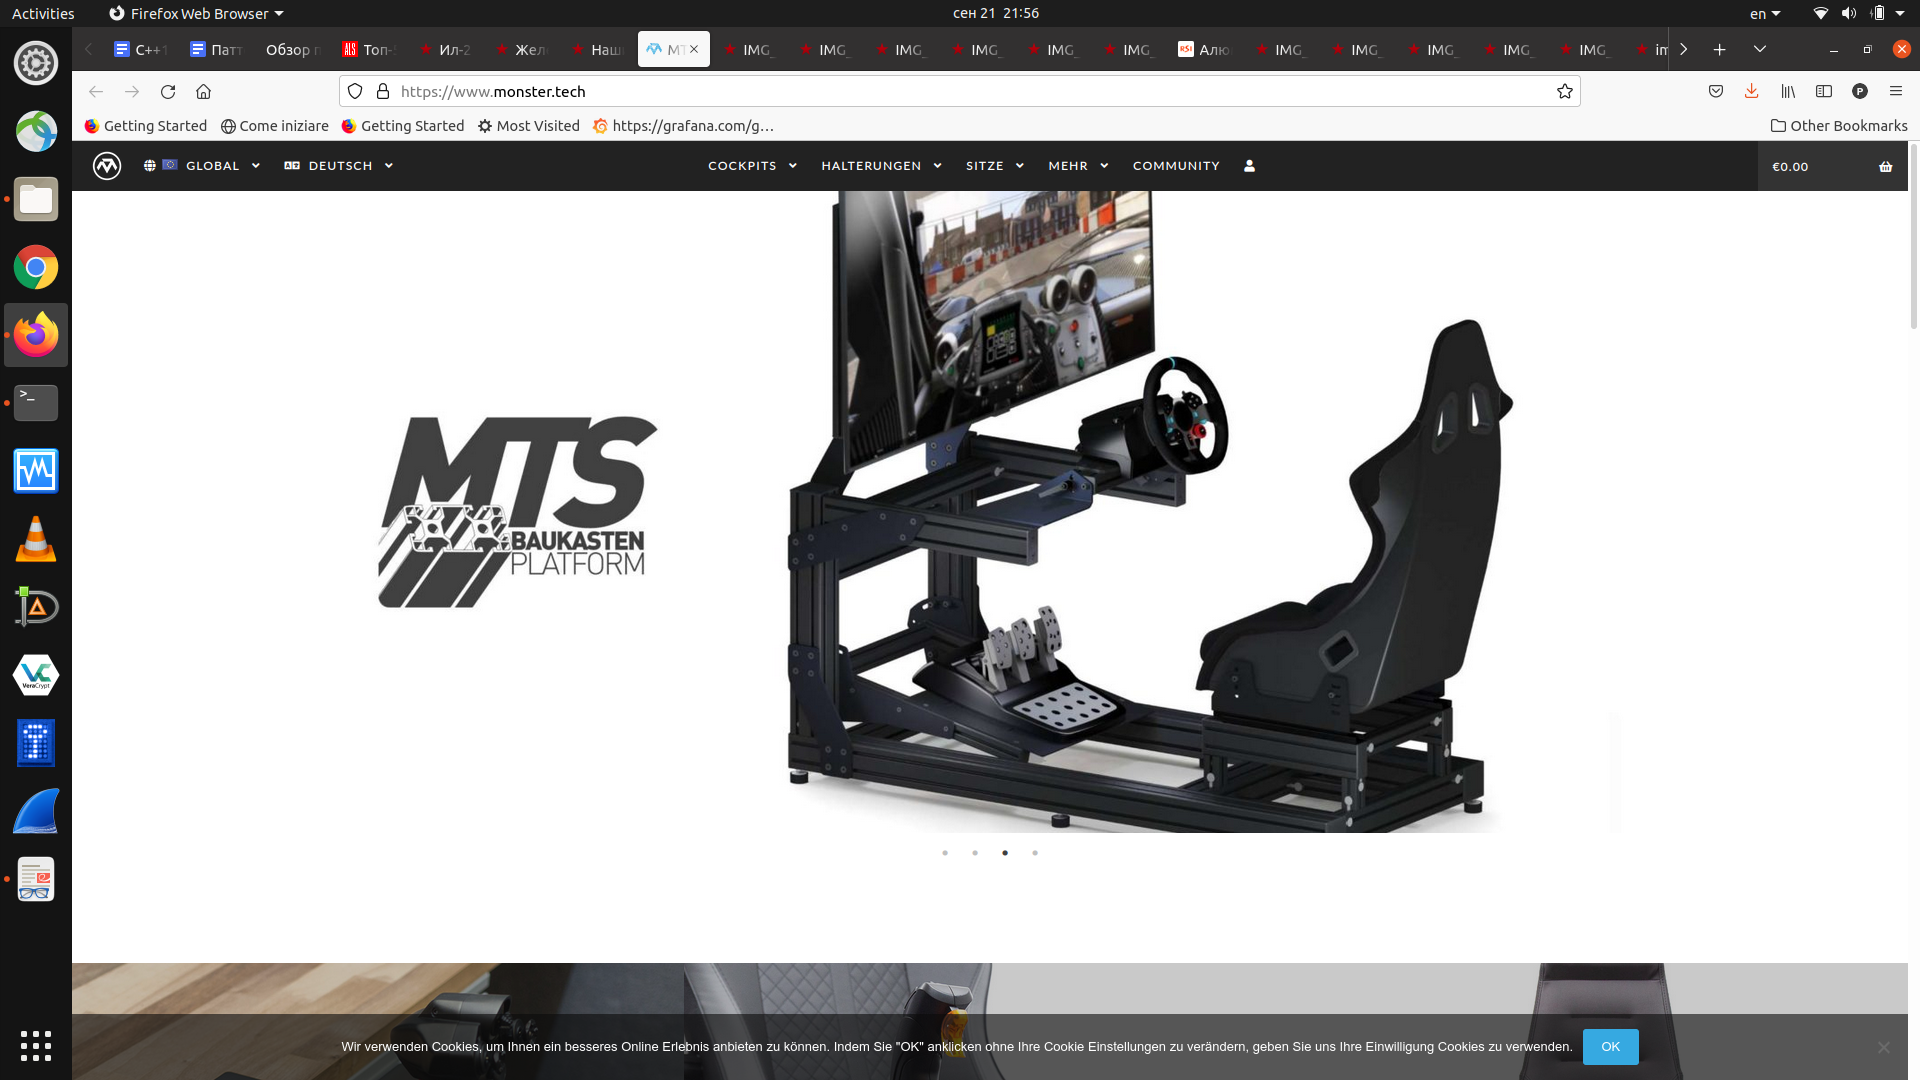 Activities
Firefox Web Browser
сен 21 21:56
en
C++1
Патт
Обзор п
Топ-
Ил-2
Жел
Наш
MT
IMG_
IMG_
IMG_
IMG_
IMG_
IMG_
Алю
IMG_
IMG_
IMG_
IMG_
IMG_
im
https://www.monster.tech
Getting Started
Come iniziare
Getting Started
Most Visited
https://grafana.com/g…
Other Bookmarks
GLOBAL
DEUTSCH
COCKPITS
HALTERUNGEN
SITZE
MEHR
COMMUNITY
€0.00
MTS
BAUKASTEN
PLATFORM
Wir verwenden Cookies, um Ihnen ein besseres Online Erlebnis anbieten zu können. Indem Sie "OK" anklicken ohne Ihre Cookie Einstellungen zu verändern, geben Sie uns Ihre Einwilligung Cookies zu verwenden.
OK